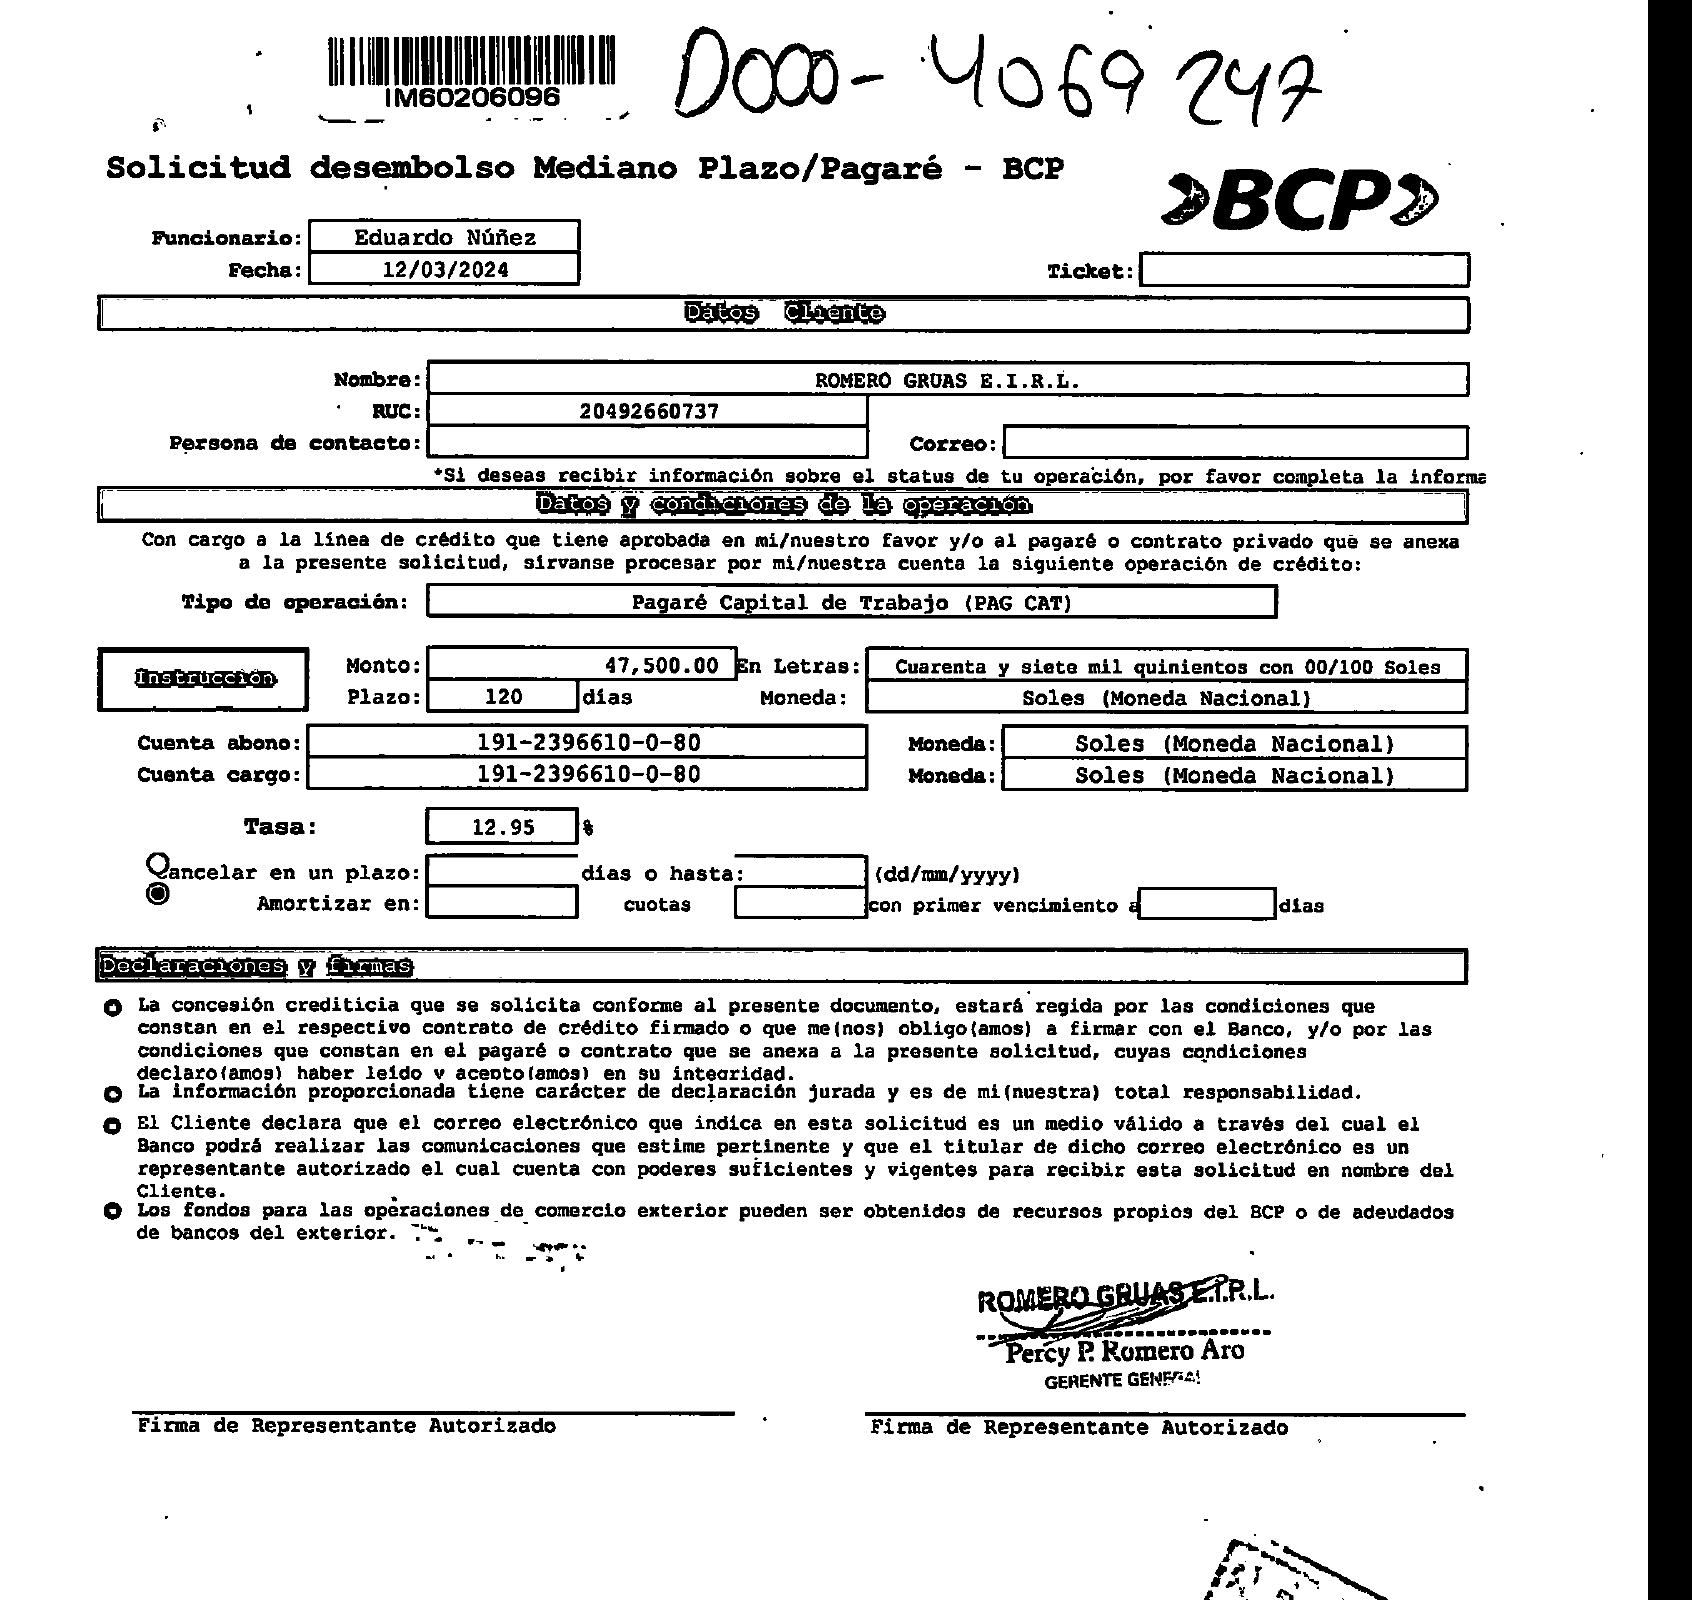 IM60206096
D000-4069247
Solicitud desembolso Mediano Plazo/Pagaré - BCP
BCP
Funcionario: Eduardo Núñez
Fecha: 12/03/2024
Ticket:
Datos Cliente
Nombre: ROMERO GRUAS E.I.R.L.
RUC: 20492660737
Persona de contacto: Correo:
*Si deseas recibir información sobre el status de tu operación, por favor completa la informa
Datos y condiciones de la operación
Con cargo a la línea de crédito que tiene aprobada en mi/nuestro favor y/o al pagaré o contrato privado que se anexa
a la presente solicitud, sírvanse procesar por mi/nuestra cuenta la siguiente operación de crédito:
Tipo de operación: Pagaré Capital de Trabajo (PAG CAT)
Instrucción
Monto: 47,500.00 En Letras: Cuarenta y siete mil quinientos con 00/100 Soles
Plazo: 120 días Moneda: Soles (Moneda Nacional)
Cuenta abono: 191-2396610-0-80 Moneda: Soles (Moneda Nacional)
Cuenta cargo: 191-2396610-0-80 Moneda: Soles (Moneda Nacional)
Tasa: 12.95 %
Cancelar en un plazo: días o hasta: (dd/mm/yyyy)
Amortizar en: cuotas con primer vencimiento a días
Declaraciones y firmas
La concesión crediticia que se solicita conforme al presente documento, estará regida por las condiciones que
constan en el respectivo contrato de crédito firmado o que me(nos) obligo(amos) a firmar con el Banco, y/o por las
condiciones que constan en el pagaré o contrato que se anexa a la presente solicitud, cuyas condiciones
declaro(amos) haber leído y acepto(amos) en su integridad.
La información proporcionada tiene carácter de declaración jurada y es de mi(nuestra) total responsabilidad.
El Cliente declara que el correo electrónico que indica en esta solicitud es un medio válido a través del cual el
Banco podrá realizar las comunicaciones que estime pertinente y que el titular de dicho correo electrónico es un
representante autorizado el cual cuenta con poderes suficientes y vigentes para recibir esta solicitud en nombre del
Cliente.
Los fondos para las operaciones de comercio exterior pueden ser obtenidos de recursos propios del BCP o de adeudados
de bancos del exterior.
ROMERO GRUAS E.I.R.L.
Percy P. Romero Aro
GERENTE GENERAL
Firma de Representante Autorizado
Firma de Representante Autorizado